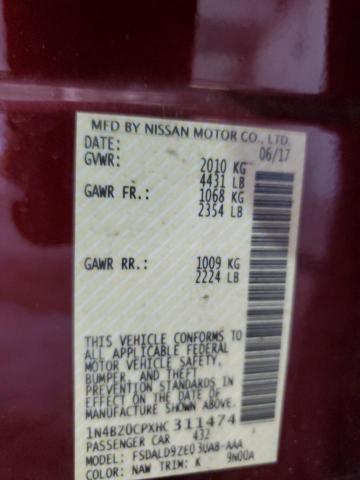 MFD BY NISSAN MOTOR CO., LTD.
DATE: 06/17
GVWR: 2010 KG
4431 LB
GAWR FR.: 1068 KG
2354 LB
GAWR RR.: 1009 KG
2224 LB
THIS VEHICLE CONFORMS TO
ALL APPLICABLE FEDERAL
MOTOR VEHICLE SAFETY,
BUMPER, AND THEFT
PREVENTION STANDARDS IN
EFFECT ON THE DATE OF
MANUFACTURE SHOWN ABOVE.
1N4BZ0CPXHC311474
PASSENGER CAR 432
MODEL: FSDALD9ZE03UA8-AAA
COLOR: NAW TRIM: K 9N00A